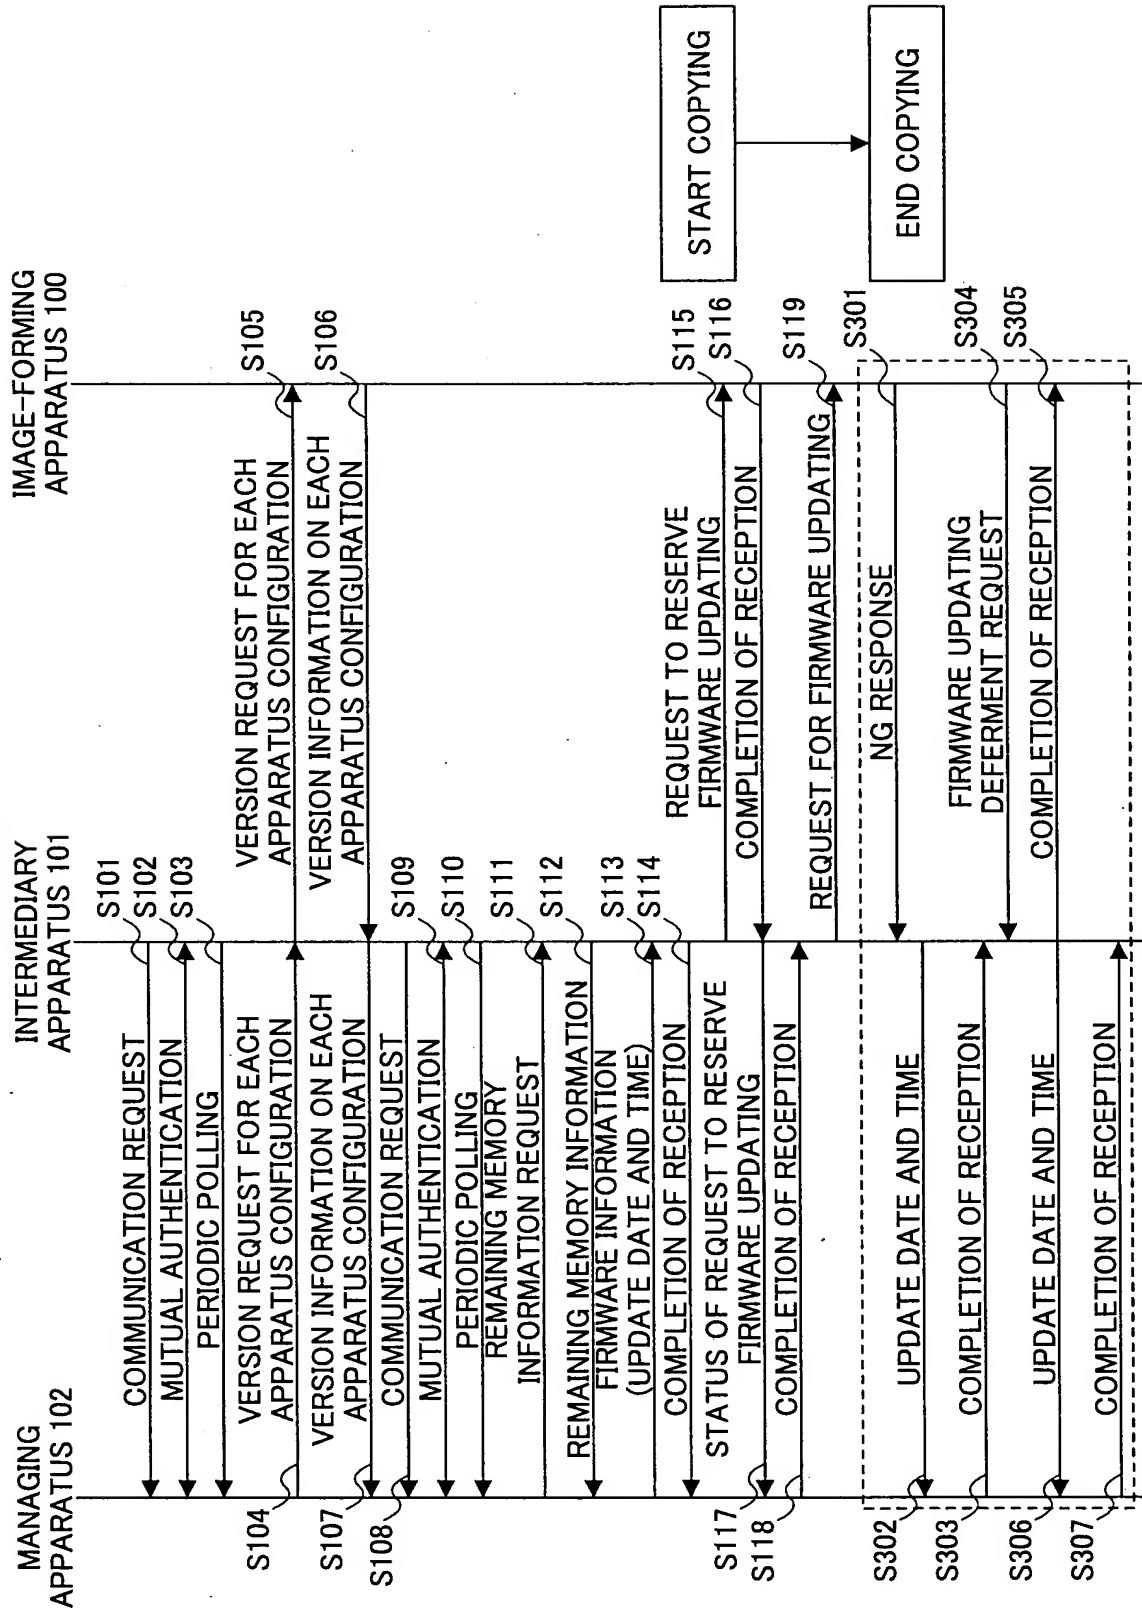 MANAGING
APPARATUS 102
INTERMEDIARY
APPARATUS 101
IMAGE-FORMING
APPARATUS 100
COMMUNICATION REQUEST
S101
MUTUAL AUTHENTICATION
S102
PERIODIC POLLING
S103
VERSION REQUEST FOR EACH
APPARATUS CONFIGURATION
S104
VERSION REQUEST FOR EACH
APPARATUS CONFIGURATION
S105
VERSION INFORMATION ON EACH
APPARATUS CONFIGURATION
S106
VERSION INFORMATION ON EACH
APPARATUS CONFIGURATION
S107
COMMUNICATION REQUEST
S108
MUTUAL AUTHENTICATION
S109
PERIODIC POLLING
S110
REMAINING MEMORY
INFORMATION REQUEST
S111
REMAINING MEMORY INFORMATION
S112
FIRMWARE INFORMATION
(UPDATE DATE AND TIME)
S113
COMPLETION OF RECEPTION
S114
REQUEST TO RESERVE
FIRMWARE UPDATING
S115
COMPLETION OF RECEPTION
S116
STATUS OF REQUEST TO RESERVE
FIRMWARE UPDATING
S117
COMPLETION OF RECEPTION
S118
REQUEST FOR FIRMWARE UPDATING
S119
START COPYING
END COPYING
NG RESPONSE
S301
UPDATE DATE AND TIME
S302
COMPLETION OF RECEPTION
S303
FIRMWARE UPDATING
DEFERMENT REQUEST
S304
COMPLETION OF RECEPTION
S305
UPDATE DATE AND TIME
S306
COMPLETION OF RECEPTION
S307